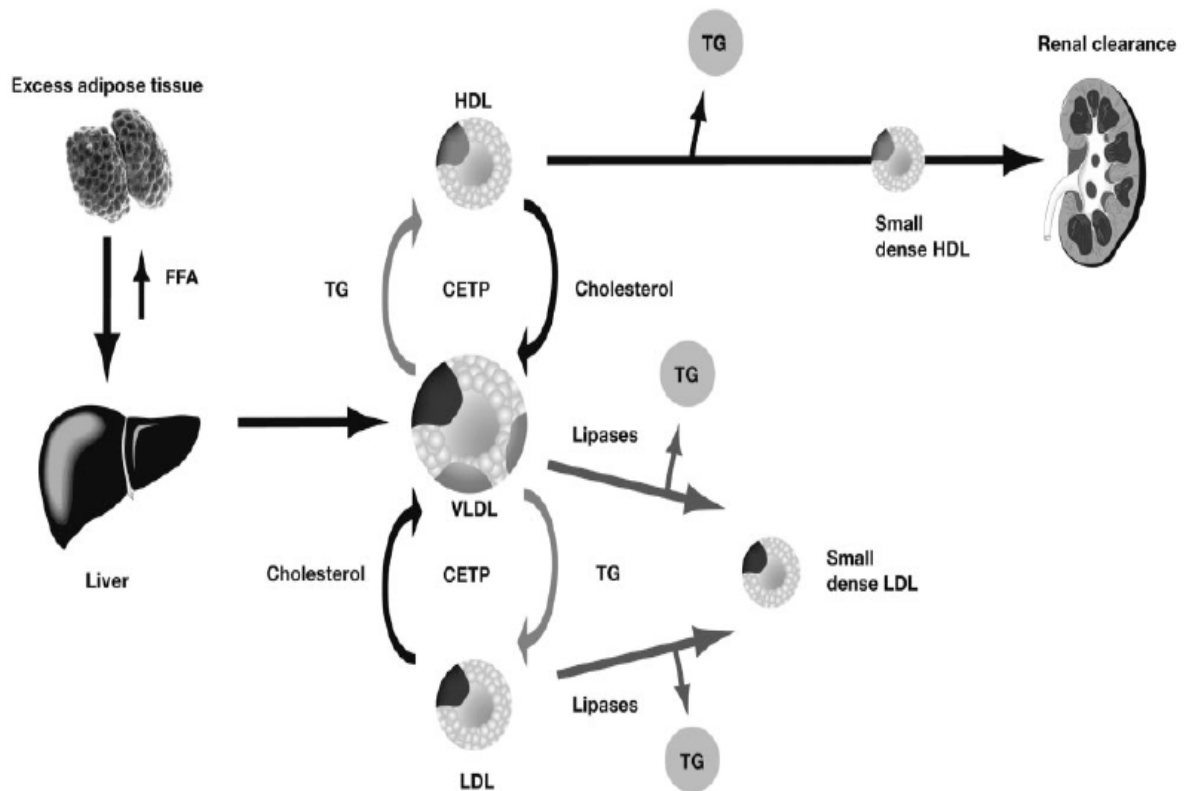 TG
Renal clearance
Excess adipose tissue
HDL
Small
dense HDL
FFA
TG
CETP
Cholesterol
TG
Lipases
VLDL
Cholesterol
CETP
TG
Small
dense LDL
Liver
Lipases
TG
LDL